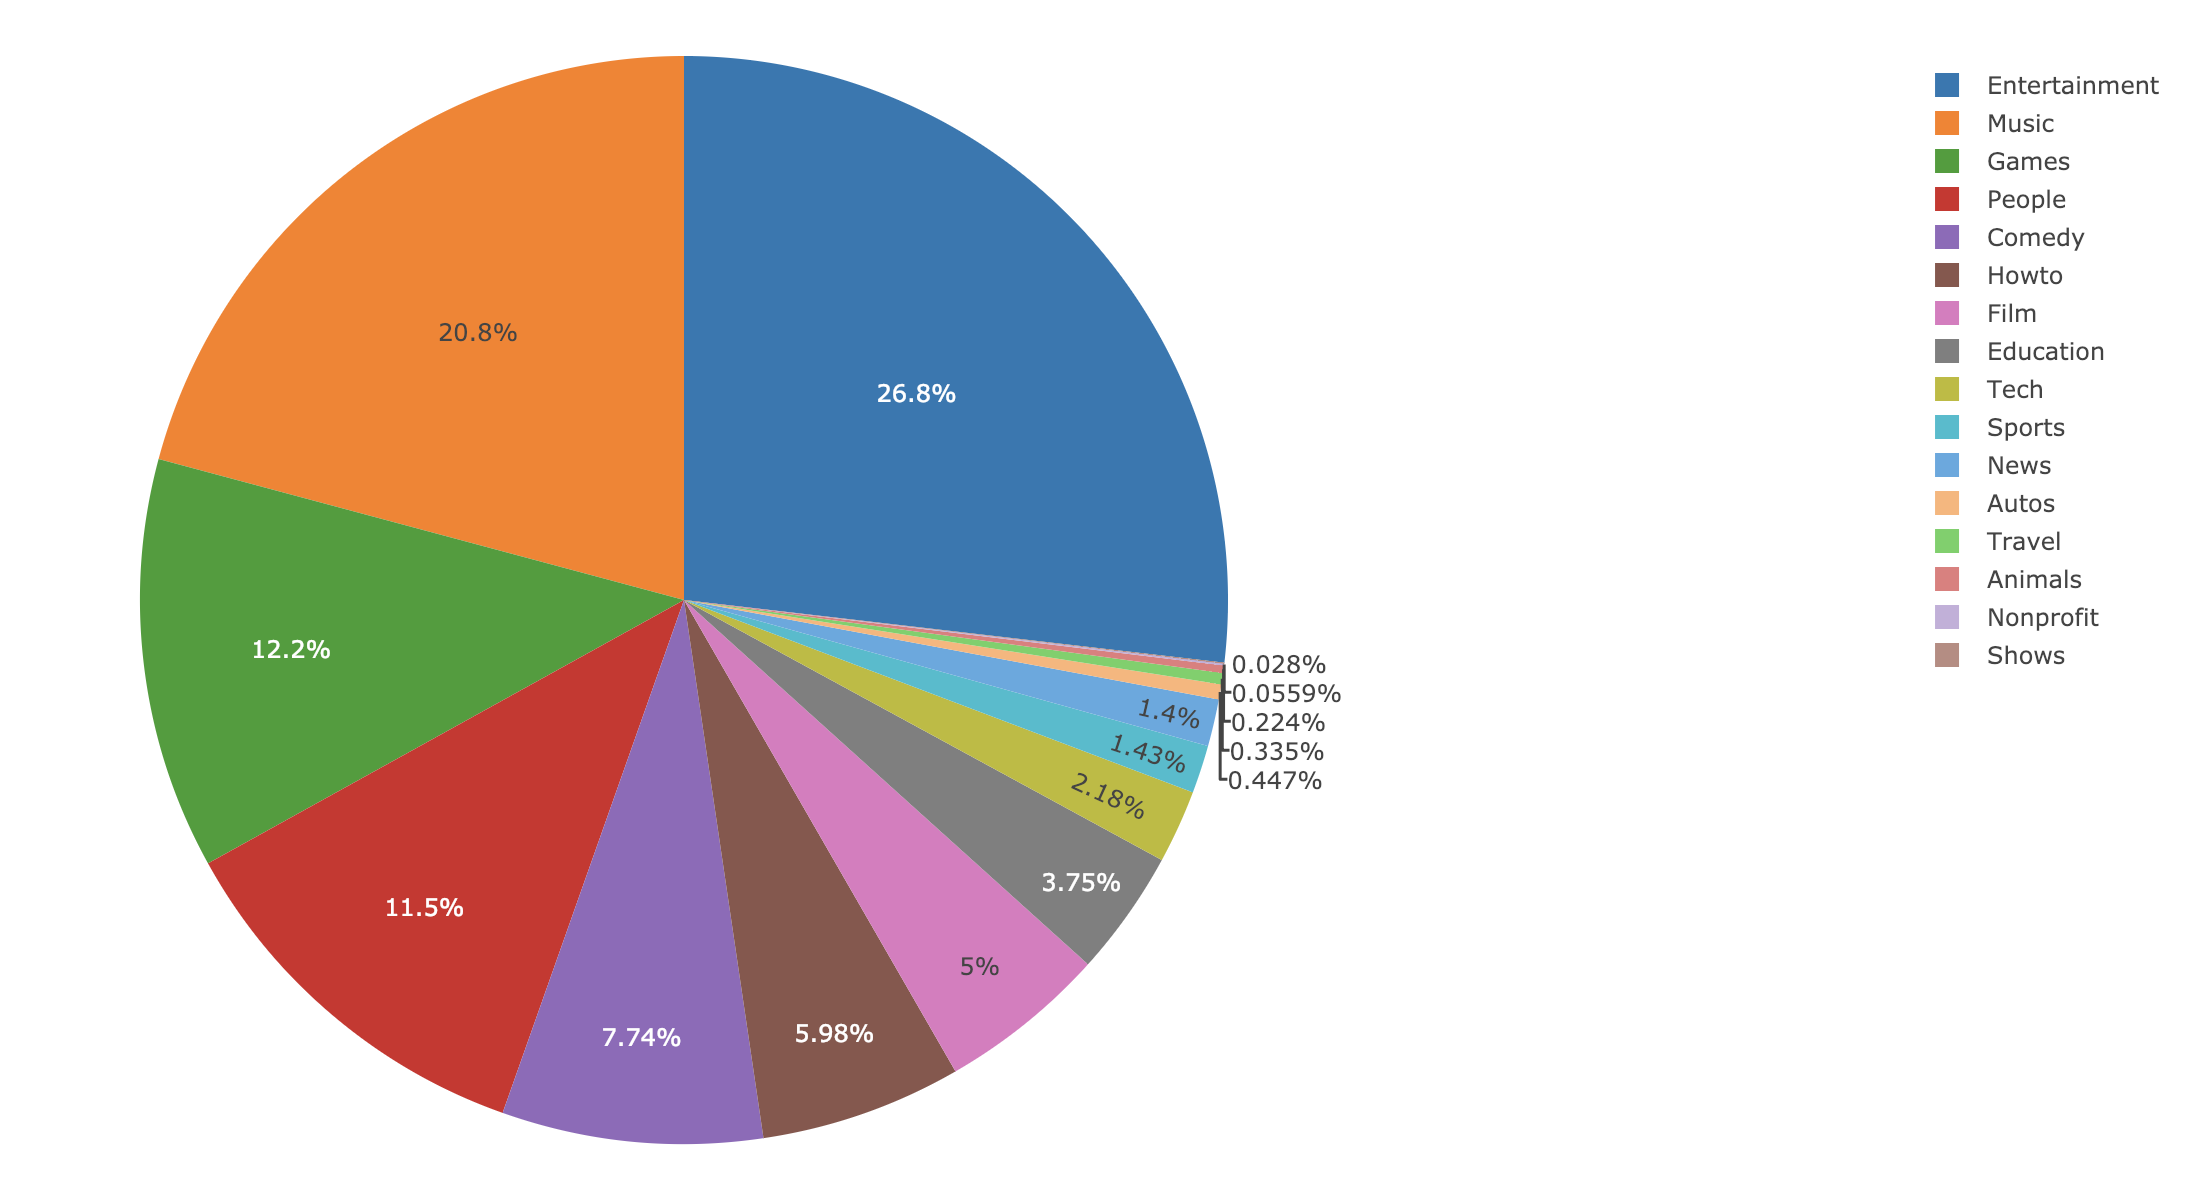 26.8%
20.8%
12.2%
11.5%
7.74%
5.98%
5%
3.75%
2.18%
1.43%
1.4%
0.447%
0.335%
0.224%
0.0559%
0.028%
Entertainment
Music
Games
People
Comedy
Howto
Film
Education
Tech
Sports
News
Autos
Travel
Animals
Nonprofit
Shows